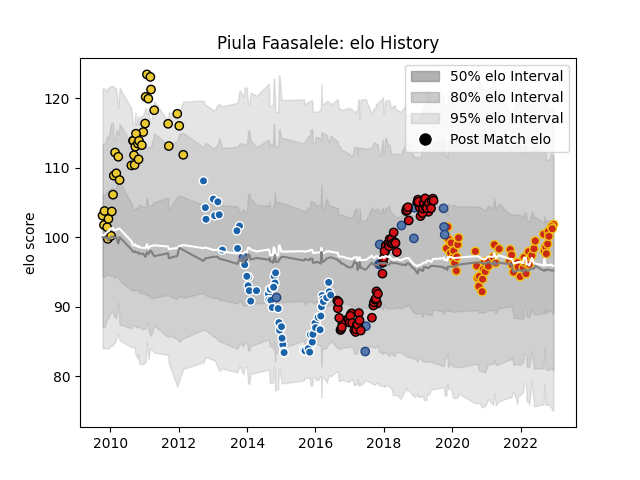 Piula Faasalele: elo History
50% elo Interval
80% elo Interval
95% elo Interval
Post Match elo
elo score
120
110
100
90
80
2010 2012 2014 2016 2018 2020 2022